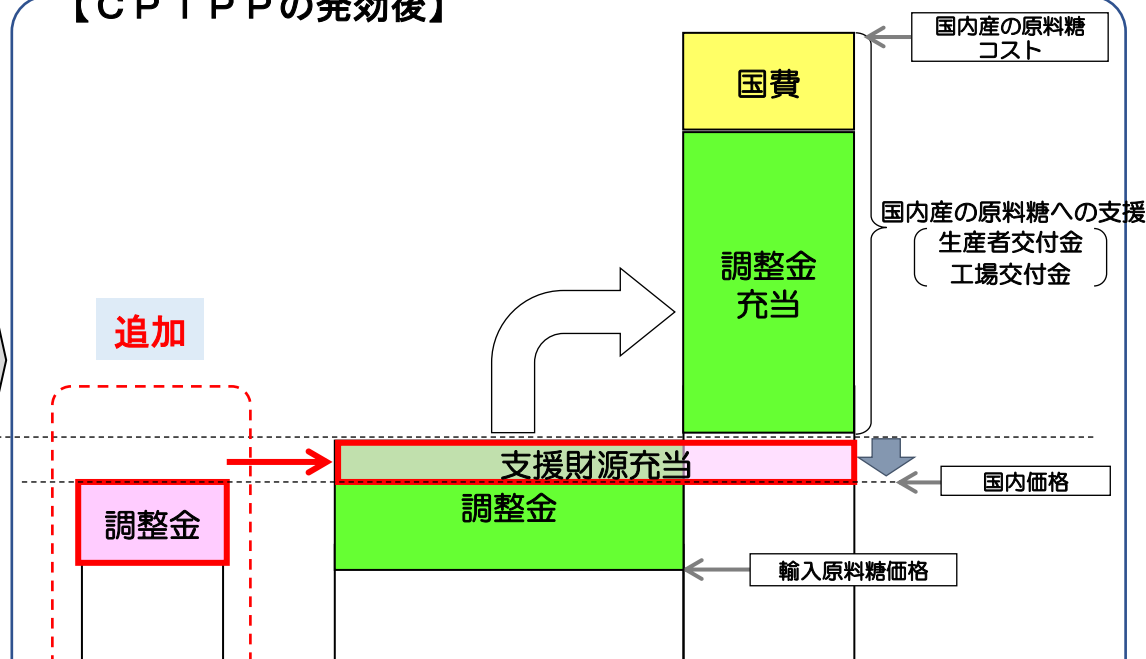 【ＣＰＴＰＰの発効後】
国内産の原料糖
コスト
国費
国内産の原料糖への支援
生産者交付金
工場交付金
調整金
充当
追加
支援財源充当
調整金
国内価格
調整金
輸入原料糖価格